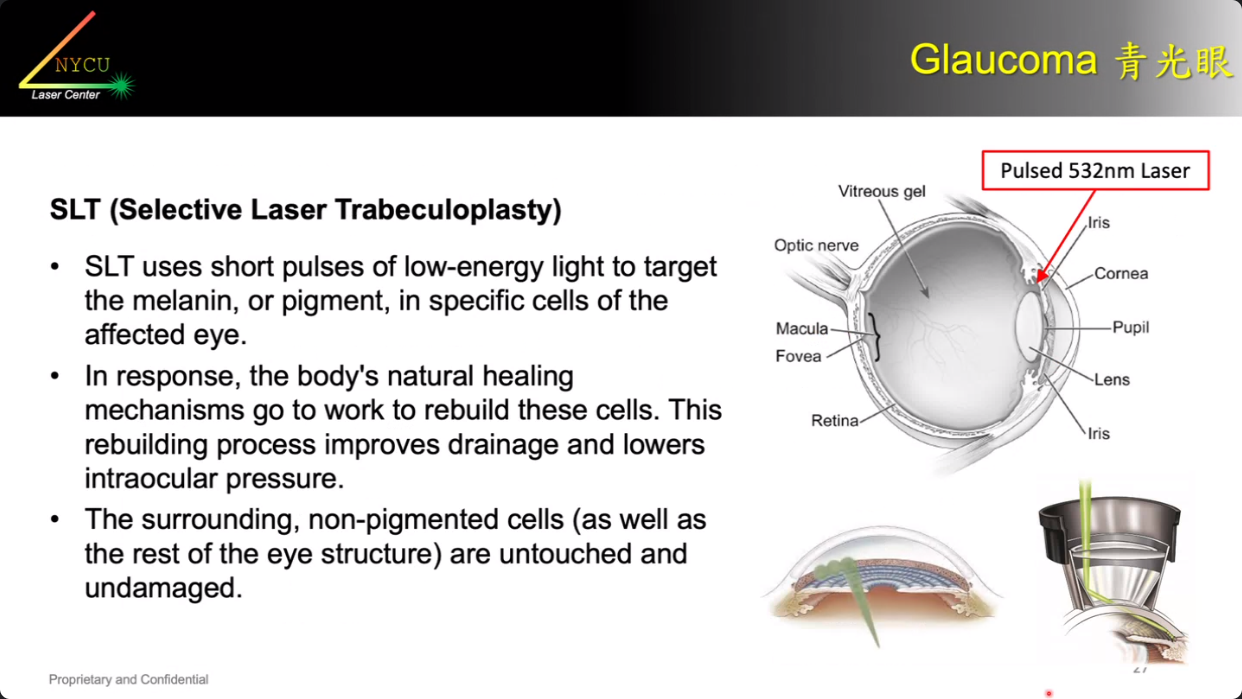 NYCU
Laser Center
Glaucoma 青光眼
Pulsed 532nm Laser
SLT (Selective Laser Trabeculoplasty)
• SLT uses short pulses of low-energy light to target
the melanin, or pigment, in specific cells of the
affected eye.
• In response, the body's natural healing
mechanisms go to work to rebuild these cells. This
rebuilding process improves drainage and lowers
intraocular pressure.
• The surrounding, non-pigmented cells (as well as
the rest of the eye structure) are untouched and
undamaged.
Vitreous gel
Optic nerve
Macula
Fovea
Retina
Iris
Cornea
Pupil
Lens
Iris
Proprietary and Confidential
27